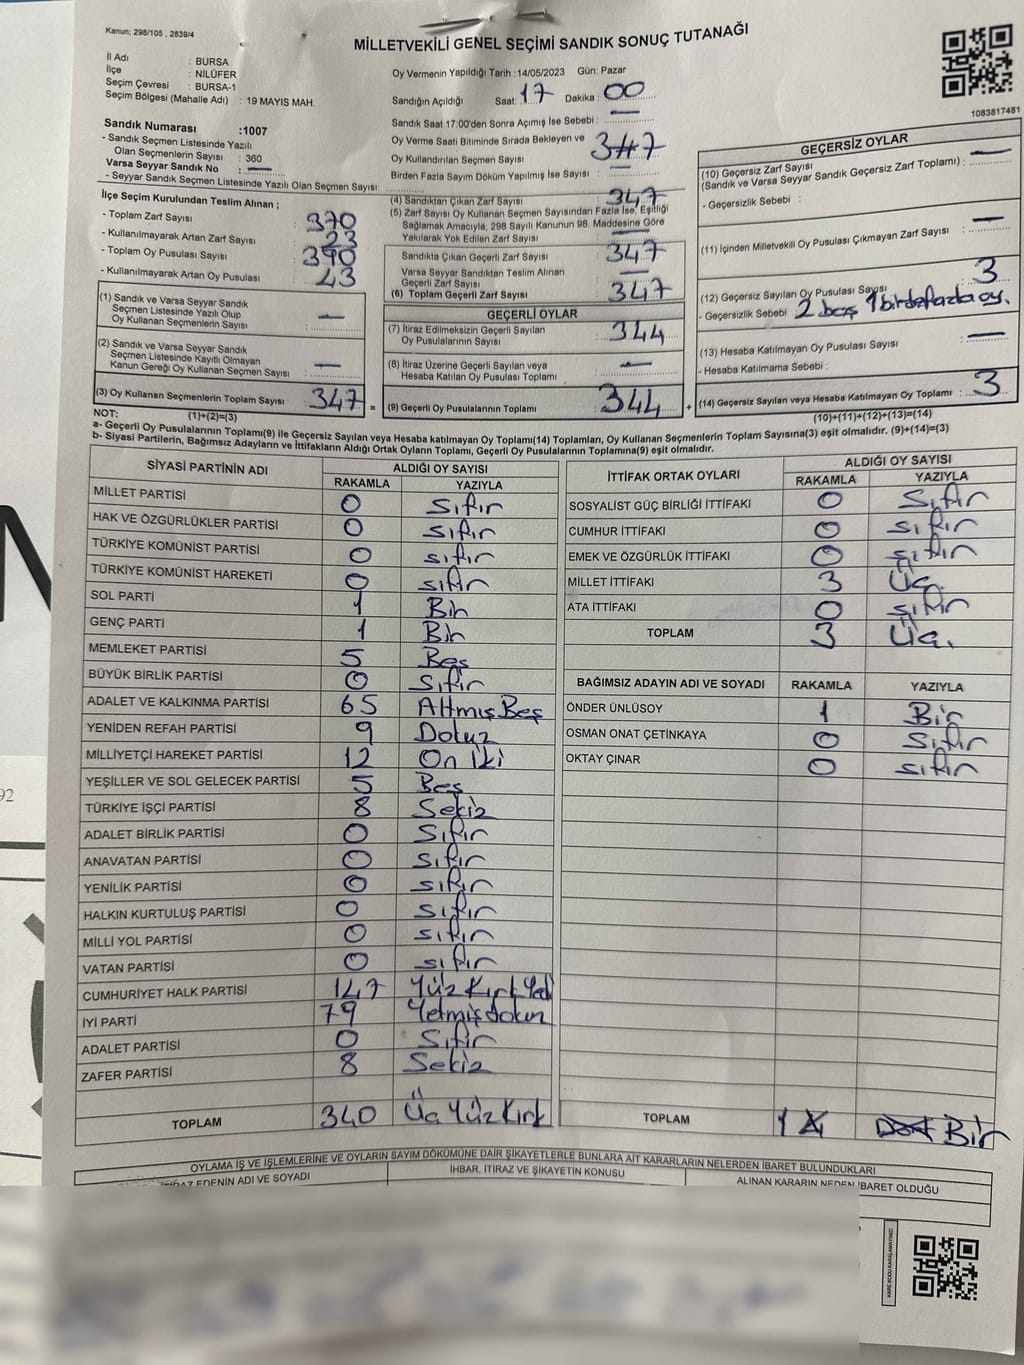 Kanun; 298/105 , 2839/4
MİLLETVEKİLİ GENEL SEÇİMİ SANDIK SONUÇ TUTANAĞI
İl Adı : BURSA
İlçe : NİLÜFER
Seçim Çevresi : BURSA-1
Seçim Bölgesi (Mahalle Adı) : 19 MAYIS MAH.
Oy Vermenin Yapıldığı Tarih :14/05/2023 Gün: Pazar
Sandığın Açıldığı Saat: 17 Dakika : 00
Sandık Saat 17:00'den Sonra Açımış İse Sebebi : —
Oy Verme Saati Bitiminde Sırada Bekleyen ve
Oy Kullandırılan Seçmen Sayısı
Birden Fazla Sayım Döküm Yapılmış İse Sayısı : —
1083817481
Sandık Numarası :1007
- Sandık Seçmen Listesinde Yazılı
Olan Seçmenlerin Sayısı : 360
Varsa Seyyar Sandık No : —
- Seyyar Sandık Seçmen Listesinde Yazılı Olan Seçmen Sayısı:
İlçe Seçim Kurulundan Teslim Alınan ;
- Toplam Zarf Sayısı 370
- Kullanılmayarak Artan Zarf Sayısı 23
- Toplam Oy Pusulası Sayısı 390
- Kullanılmayarak Artan Oy Pusulası : 43
(1) Sandık ve Varsa Seyyar Sandık
Seçmen Listesinde Yazılı Olup
Oy Kullanan Seçmenlerin Sayısı : —
(2) Sandık ve Varsa Seyyar Sandık
Seçmen Listesinde Kayıtlı Olmayan
Kanun Gereği Oy Kullanan Seçmen Sayısı : —
(3) Oy Kullanan Seçmenlerin Toplam Sayısı : 347
(4) Sandıktan Çıkan Zarf Sayısı 347
(5) Zarf Sayısı Oy Kullanan Seçmen Sayısından Fazla İse, Eşitliği
Sağlamak Amacıyla, 298 Sayılı Kanunun 98. Maddesine Göre
Yakılarak Yok Edilen Zarf Sayısı : —
Sandıkta Çıkan Geçerli Zarf Sayısı : 347
Varsa Seyyar Sandıktan Teslim Alınan
Geçerli Zarf Sayısı : —
(6) Toplam Geçerli Zarf Sayısı : 347
GEÇERLİ OYLAR
(7) İtiraz Edilmeksizin Geçerli Sayılan
Oy Pusulalarının Sayısı : 344
(8) İtiraz Üzerine Geçerli Sayılan veya
Hesaba Katılan Oy Pusulası Toplamı : —
= (9) Geçerli Oy Pusulalarının Toplamı : 344 +
GEÇERSİZ OYLAR
(10) Geçersiz Zarf Sayısı
(Sandık ve Varsa Seyyar Sandık Geçersiz Zarf Toplamı) : —
- Geçersizlik Sebebi :
(11) İçinden Milletvekili Oy Pusulası Çıkmayan Zarf Sayısı : —
(12) Geçersiz Sayılan Oy Pusulası Sayısı 3
- Geçersizlik Sebebi 2 boş 1 birden fazla oy.
(13) Hesaba Katılmayan Oy Pusulası Sayısı : —
- Hesaba Katılmama Sebebi :
(14) Geçersiz Sayılan veya Hesaba Katılmayan Oy Toplamı : 3
NOT: (1)+(2)=(3)
(10)+(11)+(12)+(13)=(14)
a- Geçerli Oy Pusulalarının Toplamı(9) ile Geçersiz Sayılan veya Hesaba katılmayan Oy Toplamı(14) Toplamları, Oy Kullanan Seçmenlerin Toplam Sayısına(3) eşit olmalıdır. (9)+(14)=(3)
b- Siyasi Partilerin, Bağımsız Adayların ve İttifakların Aldığı Ortak Oyların Toplamı, Geçerli Oy Pusulalarının Toplamına(9) eşit olmalıdır.
SİYASİ PARTİNİN ADI ALDIĞI OY SAYISI
RAKAMLA YAZIYLA
MİLLET PARTİSİ 0 Sıfır
HAK VE ÖZGÜRLÜKLER PARTİSİ 0 sıfır
TÜRKİYE KOMÜNİST PARTİSİ 0 sıfır
TÜRKİYE KOMÜNİST HAREKETİ 0 sıfır
SOL PARTİ 1 Bir
GENÇ PARTİ 1 Bir
MEMLEKET PARTİSİ 5 Beş
BÜYÜK BİRLİK PARTİSİ 0 Sıfır
ADALET VE KALKINMA PARTİSİ 65 Altmış Beş
YENİDEN REFAH PARTİSİ 9 Dokuz
MİLLİYETÇİ HAREKET PARTİSİ 12 On İki
YEŞİLLER VE SOL GELECEK PARTİSİ 5 Beş
TÜRKİYE İŞÇİ PARTİSİ 8 Sekiz
ADALET BİRLİK PARTİSİ 0 Sıfır
ANAVATAN PARTİSİ 0 Sıfır
YENİLİK PARTİSİ 0 sıfır
HALKIN KURTULUŞ PARTİSİ 0 sıfır
MİLLİ YOL PARTİSİ 0 sıfır
VATAN PARTİSİ 0 sıfır
CUMHURİYET HALK PARTİSİ 147 Yüz Kırk Yedi
İYİ PARTİ 79 Yetmiş dokuz
ADALET PARTİSİ 0 Sıfır
ZAFER PARTİSİ 8 Sekiz
TOPLAM 340 Üç Yüz Kırk
İTTİFAK ORTAK OYLARI ALDIĞI OY SAYISI
RAKAMLA YAZIYLA
SOSYALİST GÜÇ BİRLİĞİ İTTİFAKI 0 Sıfır
CUMHUR İTTİFAKI 0 sıfır
EMEK VE ÖZGÜRLÜK İTTİFAKI 0 sıfır
MİLLET İTTİFAKI 3 Üç
ATA İTTİFAKI 0 sıfır
TOPLAM 3 Üç.
BAĞIMSIZ ADAYIN ADI VE SOYADI RAKAMLA YAZIYLA
ÖNDER ÜNLÜSOY 1 Bir
OSMAN ONAT ÇETİNKAYA 0 Sıfır
OKTAY ÇINAR 0 sıfır
TOPLAM 1 Bir
OYLAMA İŞ VE İŞLEMLERİNE VE OYLARIN SAYIM DÖKÜMÜNE DAİR ŞİKAYETLERLE BUNLARA AİT KARARLARIN NELERDEN İBARET BULUNDUKLARI
EDENİN ADI VE SOYADI
İHBAR, İTİRAZ VE ŞİKAYETİN KONUSU
ALINAN KARARIN NEDEN İBARET OLDUĞU